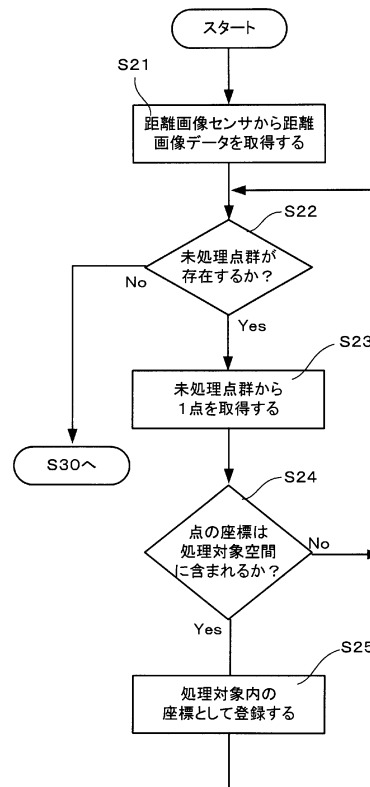 スタート
S21
距離画像センサから距離
画像データを取得する
S22
未処理点群が
存在するか？
No
Yes
S23
未処理点群から
1点を取得する
S30へ
S24
点の座標は
処理対象空間
に含まれるか？
No
Yes
S25
処理対象内の
座標として登録する